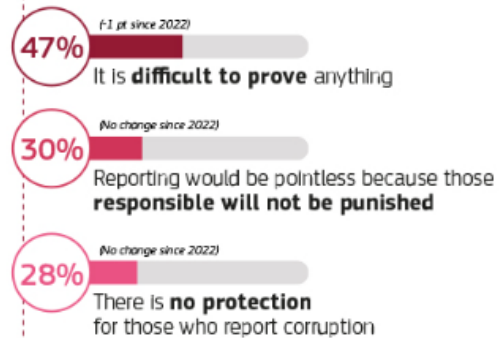 (-1 pt since 2022)
47%
It is difficult to prove anything
(No change since 2022)
30%
Reporting would be pointless because those
responsible will not be punished
(No change since 2022)
28%
There is no protection
for those who report corruption